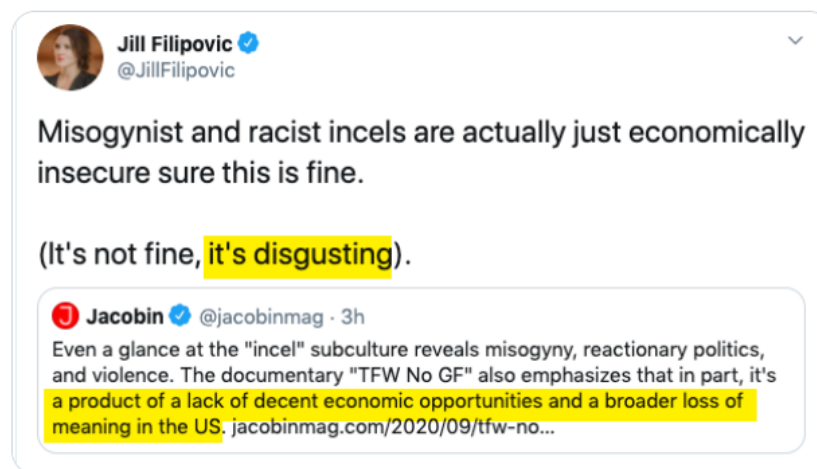 Jill Filipovic
@JillFilipovic
Misogynist and racist incels are actually just economically
insecure sure this is fine.
(It's not fine, it's disgusting).
J Jacobin @jacobinmag · 3h
Even a glance at the "incel" subculture reveals misogyny, reactionary politics,
and violence. The documentary "TFW No GF" also emphasizes that in part, it's
a product of a lack of decent economic opportunities and a broader loss of
meaning in the US. jacobinmag.com/2020/09/tfw-no...